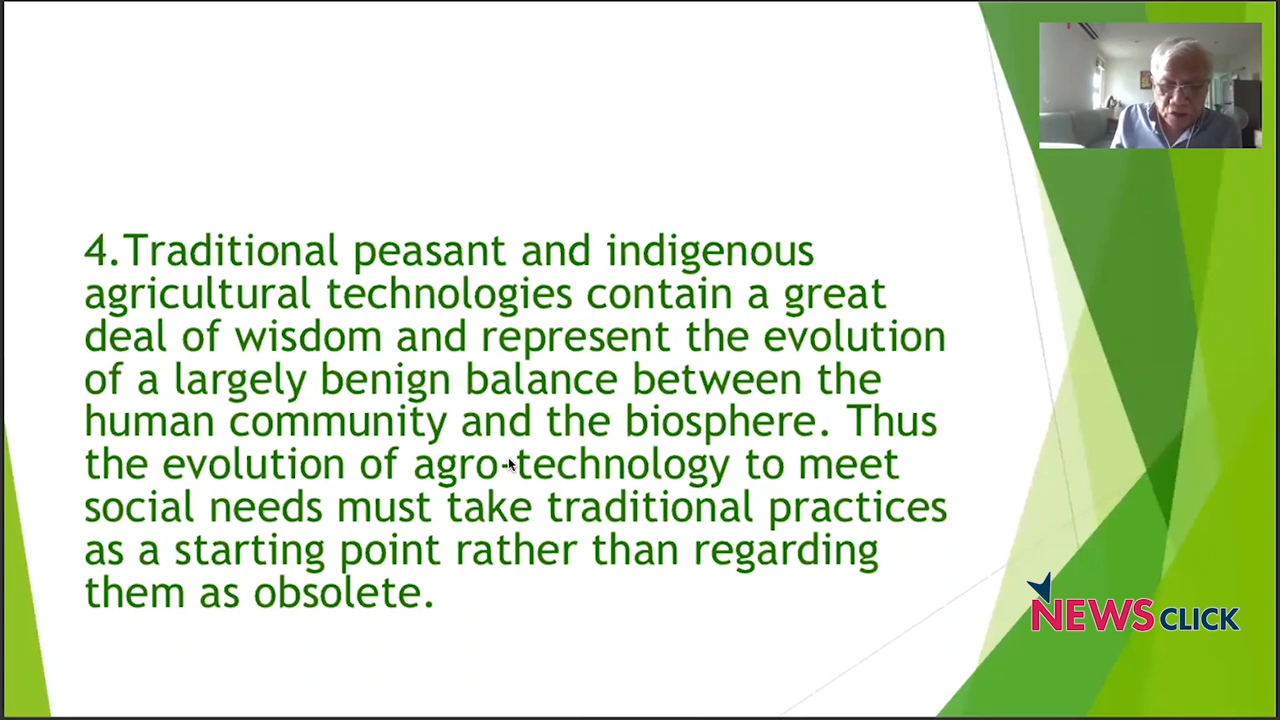 4.Traditional peasant and indigenous
agricultural technologies contain a great
deal of wisdom and represent the evolution
of a largely benign balance between the
human community and the biosphere. Thus
the evolution of agro-technology to meet
social needs must take traditional practices
as a starting point rather than regarding
them as obsolete.
NEWSCLICK